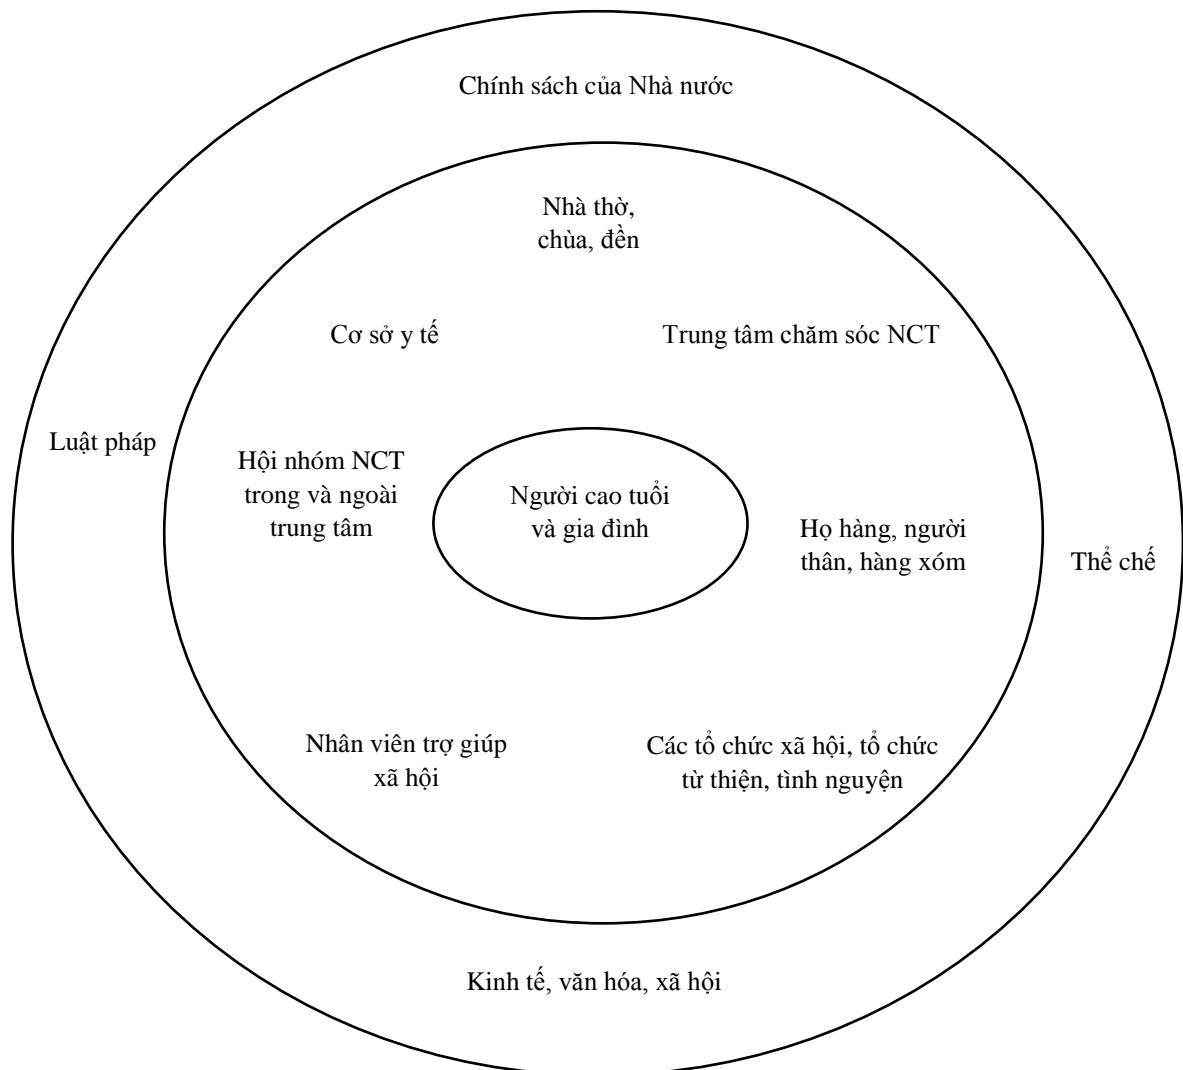 Chính sách của Nhà nước
Nhà thờ,
chùa, đền
Cơ sở y tế
Trung tâm chăm sóc NCT
Luật pháp
Hội nhóm NCT
trong và ngoài
trung tâm
Người cao tuổi
và gia đình
Họ hàng, người
thân, hàng xóm
Thể chế
Nhân viên trợ giúp
xã hội
Các tổ chức xã hội, tổ chức
từ thiện, tình nguyện
Kinh tế, văn hóa, xã hội